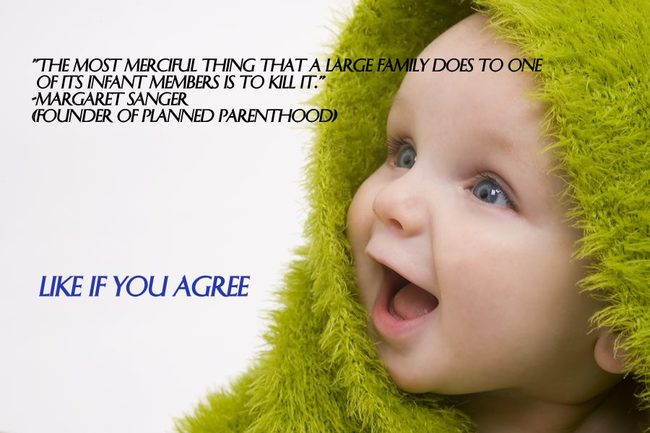 "THE MOST MERCIFUL THING THAT A LARGE FAMILY DOES TO ONE
OF ITS INFANT MEMBERS IS TO KILL IT."
-MARGARET SANGER
(FOUNDER OF PLANNED PARENTHOOD)
LIKE IF YOU AGREE